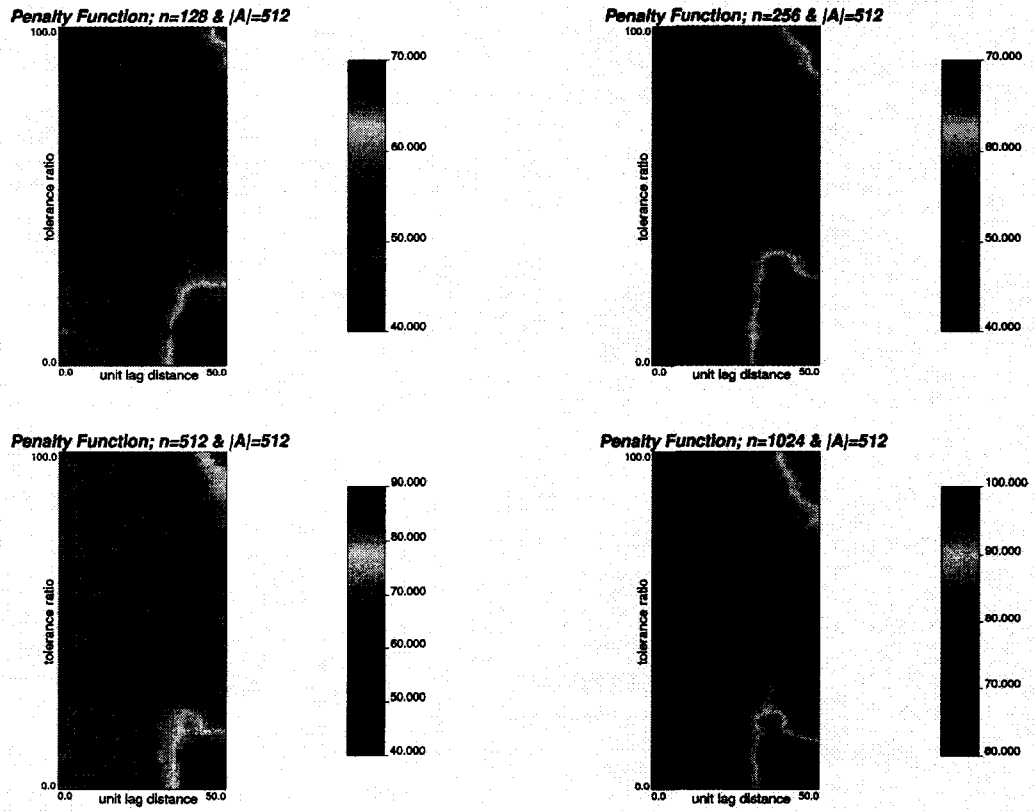 Penalty Function; n=128 & |A|=512
100.0
tolerance ratio
0.0
0.0
50.0
unit lag distance
70.000
60.000
50.000
40.000
Penalty Function; n=256 & |A|=512
100.0
tolerance ratio
0.0
0.0
50.0
unit lag distance
70.000
60.000
50.000
40.000
Penalty Function; n=512 & |A|=512
100.0
tolerance ratio
0.0
0.0
50.0
unit lag distance
90.000
80.000
70.000
60.000
50.000
40.000
Penalty Function; n=1024 & |A|=512
100.0
tolerance ratio
0.0
0.0
50.0
unit lag distance
100.000
90.000
80.000
70.000
60.000